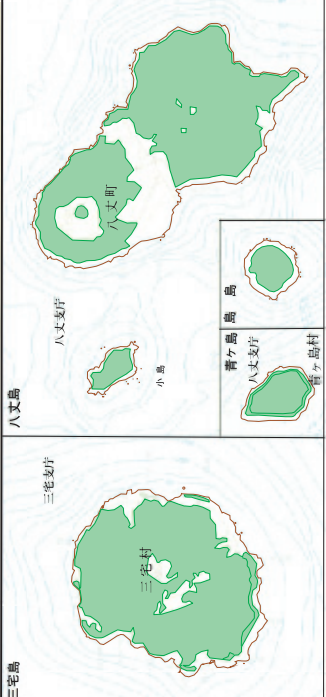 八丈島
八丈支庁
八丈町
小島
鳥 島
青ヶ島
八丈支庁
青ヶ島村
三宅島
三宅支庁
三宅村